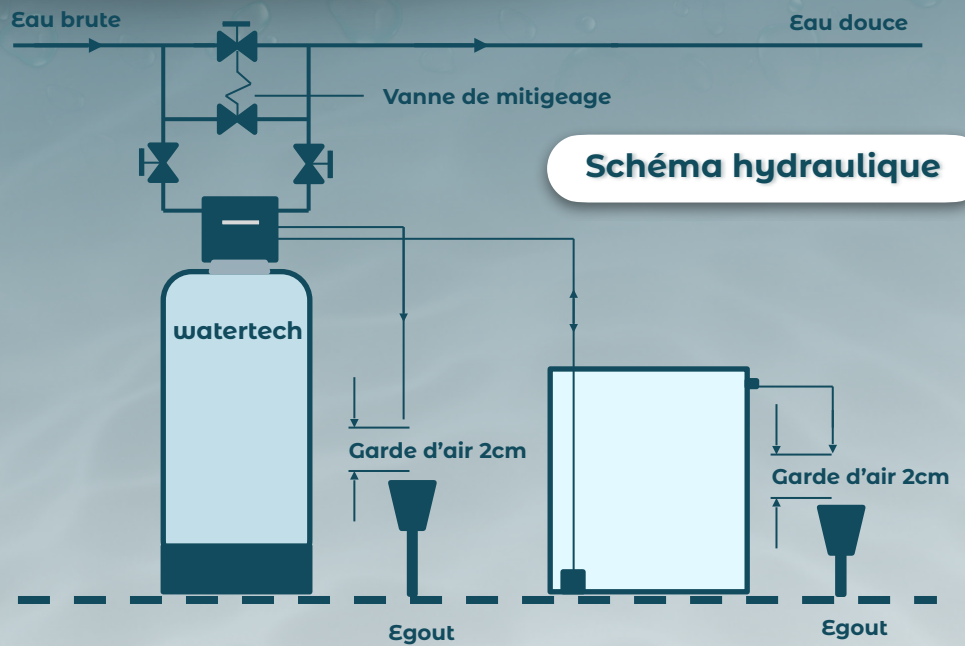 Eau brute
Eau douce
Vanne de mitigeage
Schéma hydraulique
watertech
Garde d’air 2cm
Garde d’air 2cm
Egout
Egout